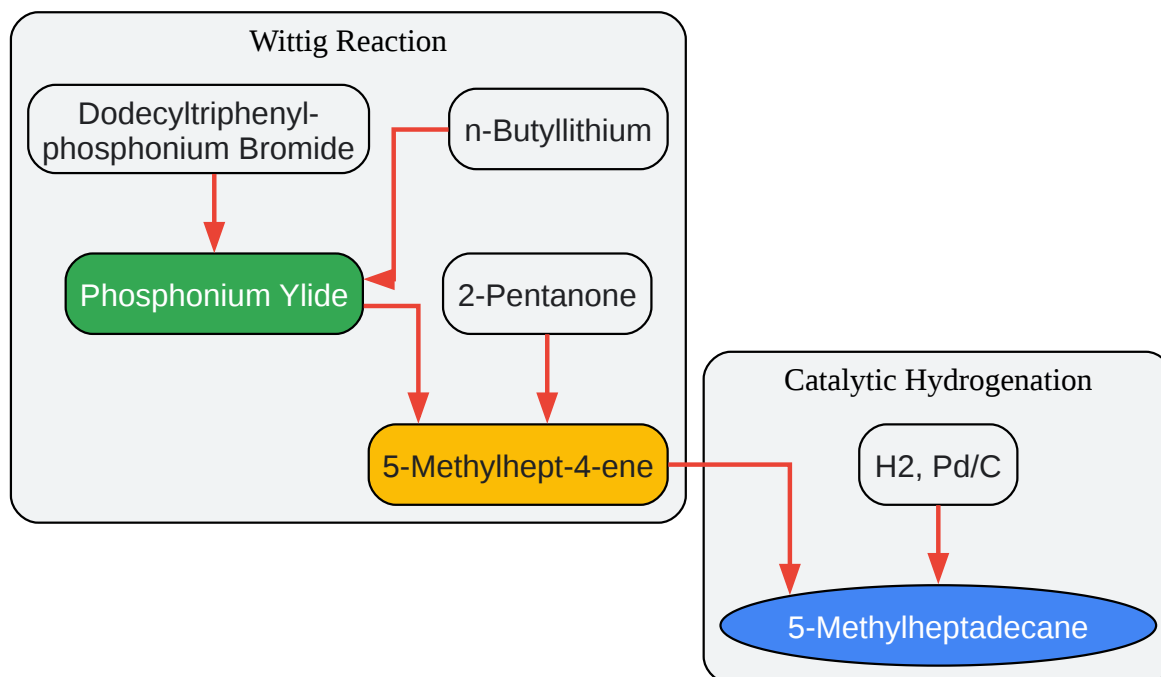 Wittig Reaction
Dodecyltriphenyl-
phosphonium Bromide
n-Butyllithium
Phosphonium Ylide
2-Pentanone
5-Methylhept-4-ene
Catalytic Hydrogenation
H2, Pd/C
5-Methylheptadecane